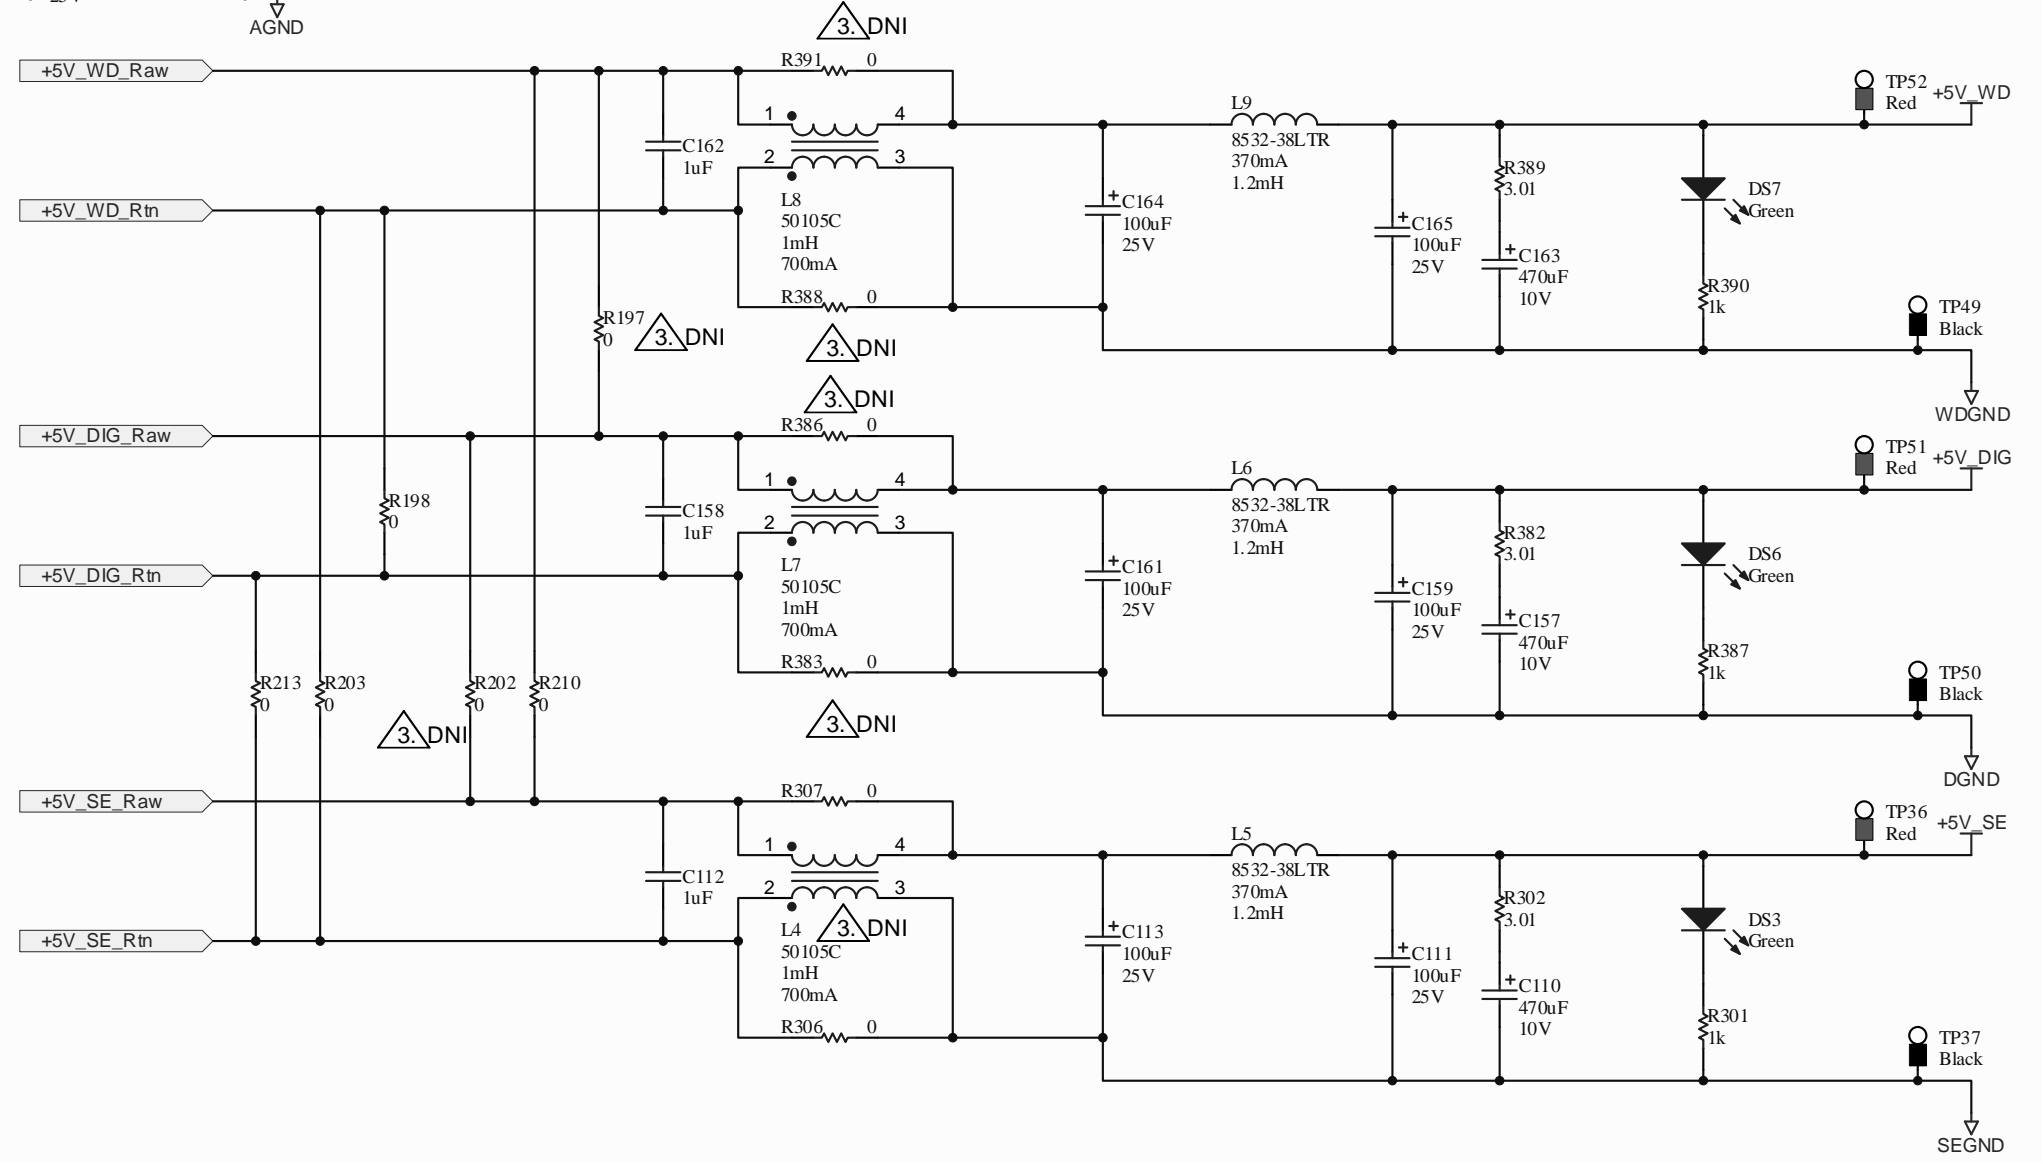 AGND
3. DNI
+5V_WD_Raw
R391 0
TP52
Red
+5V_WD
1 4
L9
8532-38LTR
370mA
1.2mH
C162
1uF
2 3
R389
3.01
DS7
Green
+5V_WD_Rtn
L8
50105C
1mH
700mA
C164
100uF
25V
C165
100uF
25V
C163
470uF
10V
R390
1k
R388 0
TP49
Black
R197
0
3. DNI
3. DNI
WDGND
3. DNI
+5V_DIG_Raw
R386 0
TP51
Red
+5V_DIG
1 4
L6
8532-38LTR
370mA
1.2mH
R198
0
C158
1uF
2 3
R382
3.01
DS6
Green
+5V_DIG_Rtn
L7
50105C
1mH
700mA
C161
100uF
25V
C159
100uF
25V
C157
470uF
10V
R387
1k
R383 0
TP50
Black
R213
0
R203
0
R202
0
R210
0
3. DNI
3. DNI
DGND
+5V_SE_Raw
R307 0
TP36
Red
+5V_SE
1 4
L5
8532-38LTR
370mA
1.2mH
C112
1uF
2 3
R302
3.01
DS3
Green
+5V_SE_Rtn
3. DNI
L4
50105C
1mH
700mA
C113
100uF
25V
C111
100uF
25V
C110
470uF
10V
R301
1k
R306 0
TP37
Black
SEGND